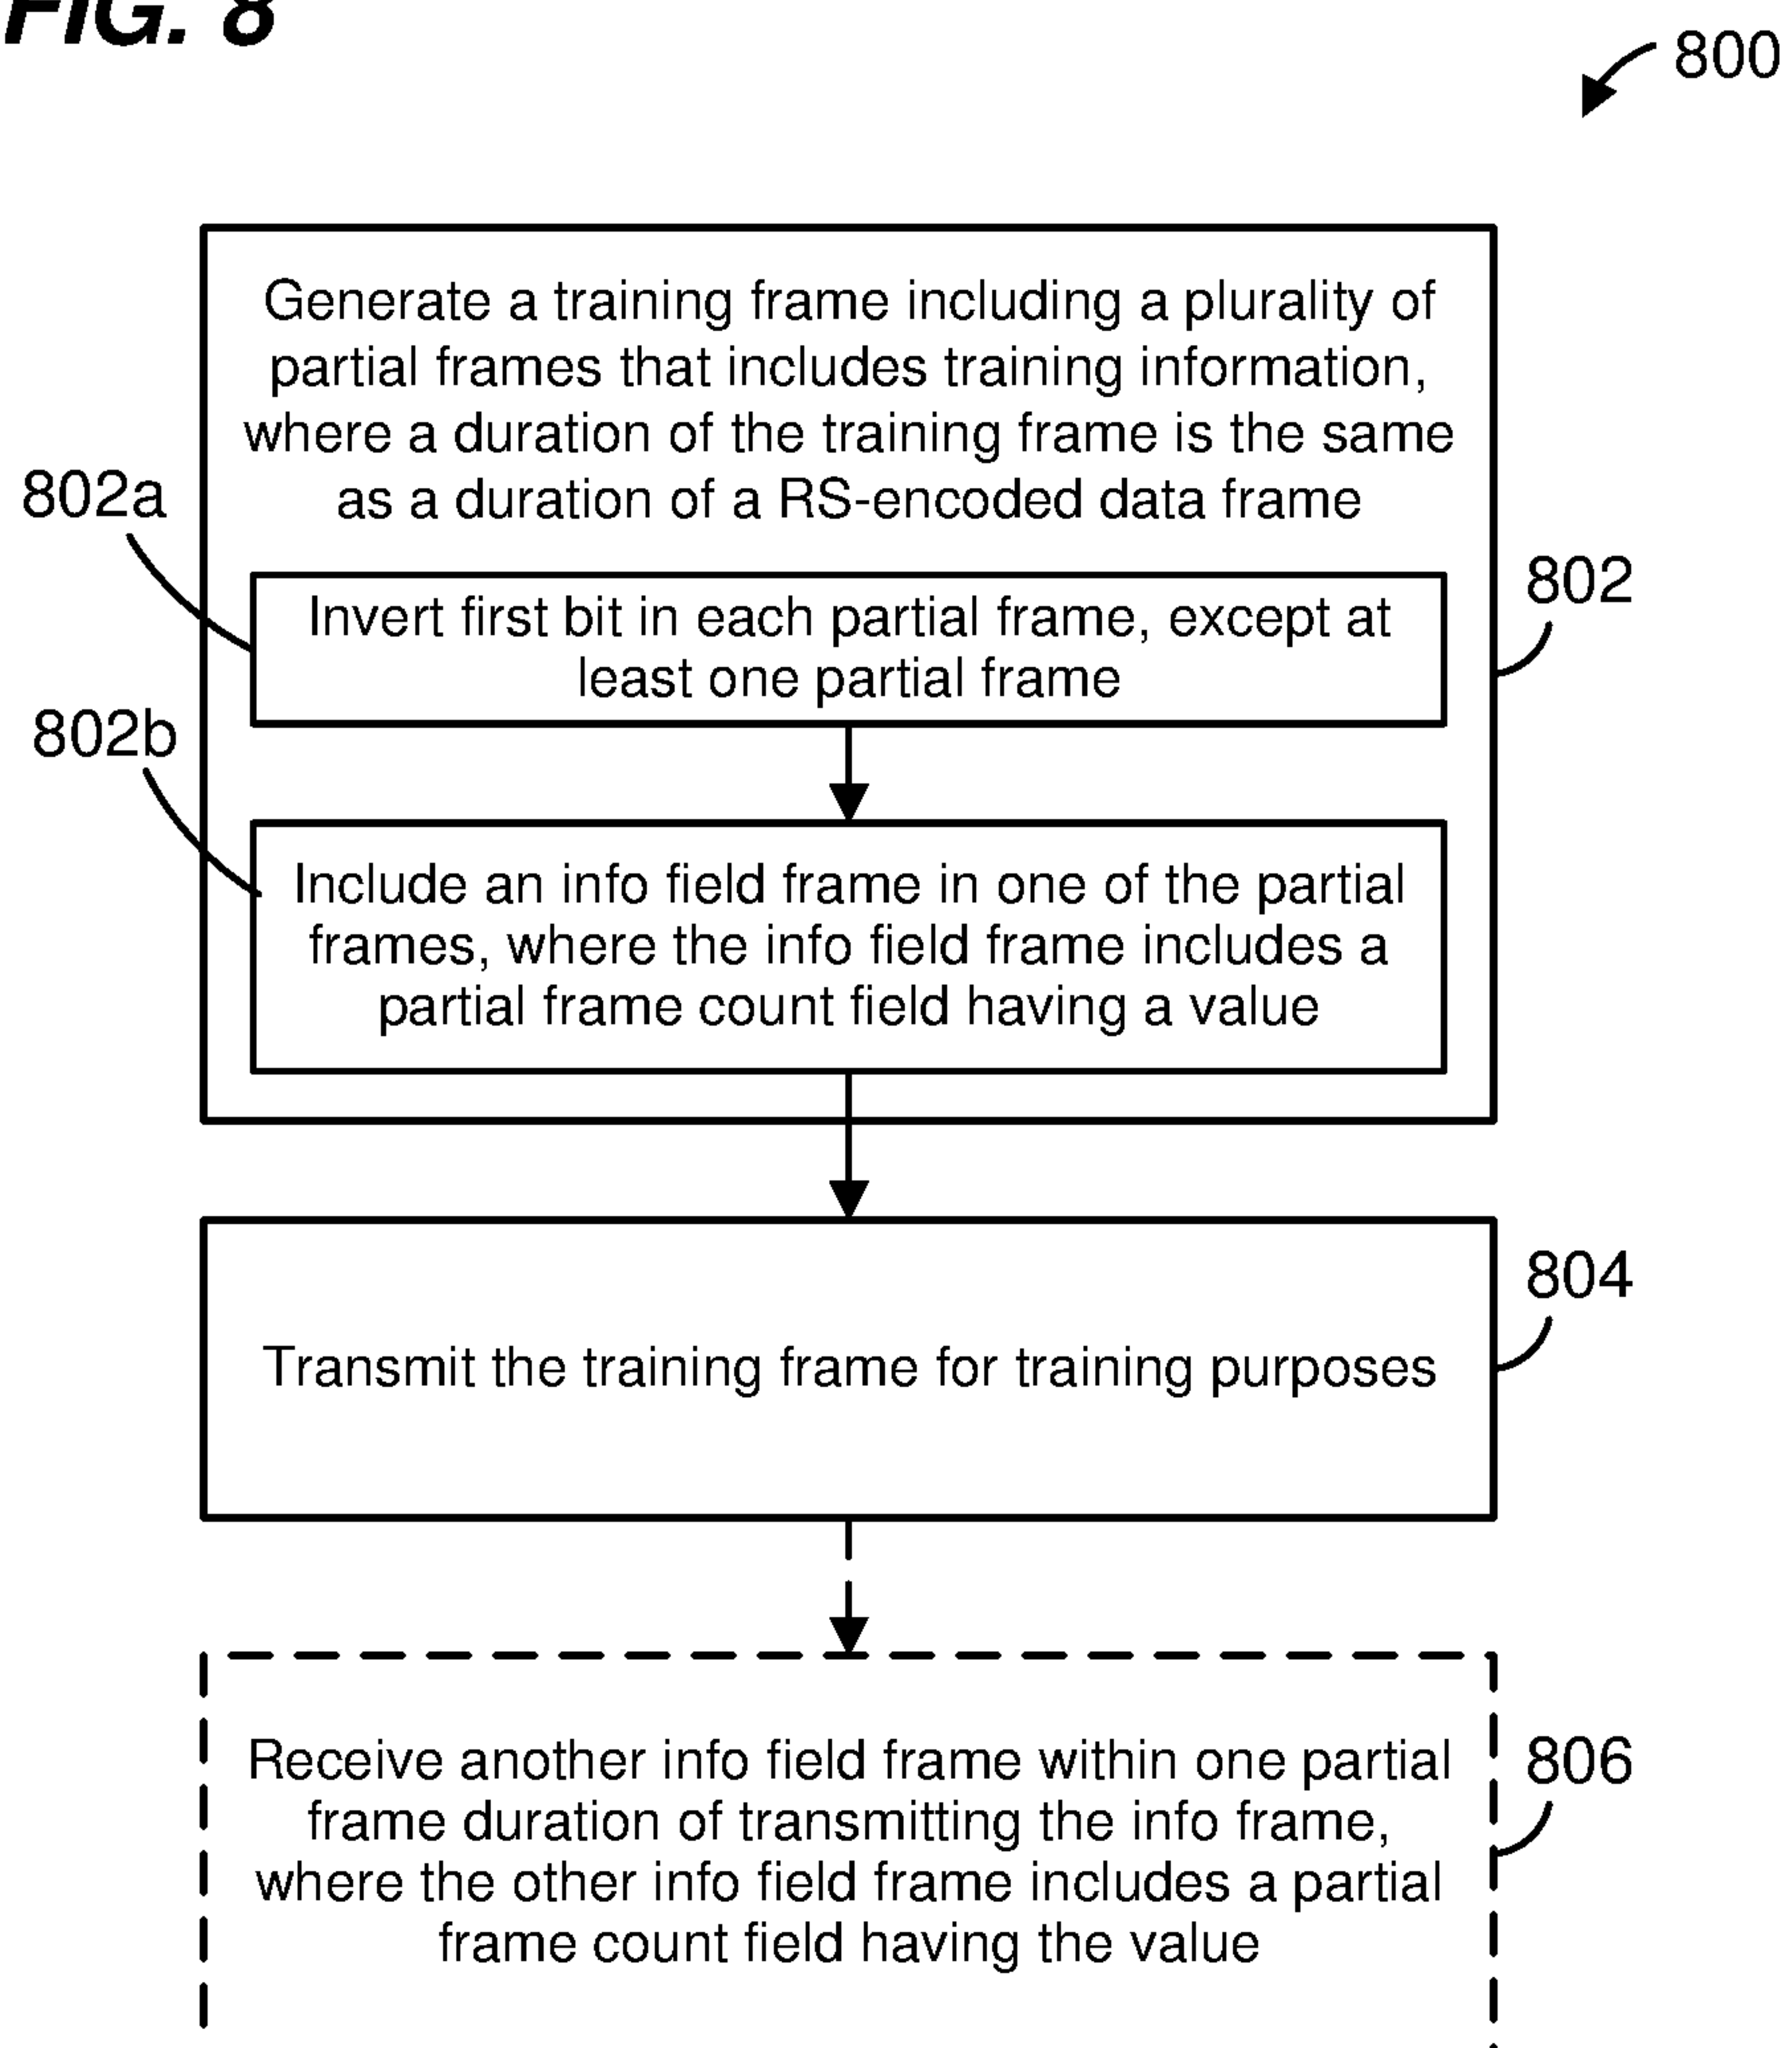 FIG. 8
800
Generate a training frame including a plurality of
partial frames that includes training information,
where a duration of the training frame is the same
as a duration of a RS-encoded data frame
802a
802
Invert first bit in each partial frame, except at
least one partial frame
802b
Include an info field frame in one of the partial
frames, where the info field frame includes a
partial frame count field having a value
804
Transmit the training frame for training purposes
806
Receive another info field frame within one partial
frame duration of transmitting the info frame,
where the other info field frame includes a partial
frame count field having the value